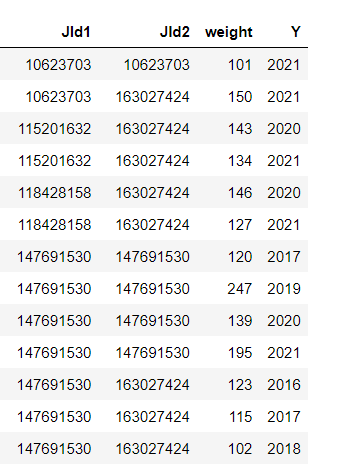 JId1 JId2 weight Y
10623703 10623703 101 2021
10623703 163027424 150 2021
115201632 163027424 143 2020
115201632 163027424 134 2021
118428158 163027424 146 2020
118428158 163027424 127 2021
147691530 147691530 120 2017
147691530 147691530 247 2019
147691530 147691530 139 2020
147691530 147691530 195 2021
147691530 163027424 123 2016
147691530 163027424 115 2017
147691530 163027424 102 2018